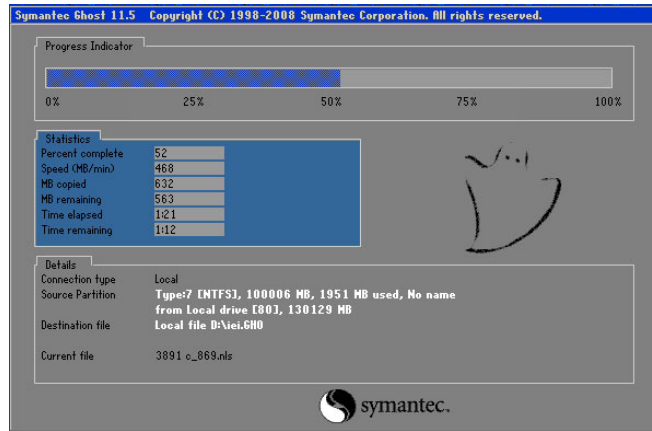 Symantec Ghost 11.5 Copyright (C) 1998-2008 Symantec Corporation. All rights reserved.
Progress Indicator
0% 25% 50% 75% 100%
Statistics
Percent complete 52
Speed (MB/min) 468
MB copied 632
MB remaining 563
Time elapsed 1:21
Time remaining 1:12
Details
Connection type Local
Source Partition Type:7 [NTFS], 100006 MB, 1951 MB used, No name
from Local drive [80], 130129 MB
Destination file Local file D:\iei.GHO
Current file 3891 c_869.nls
symantec.